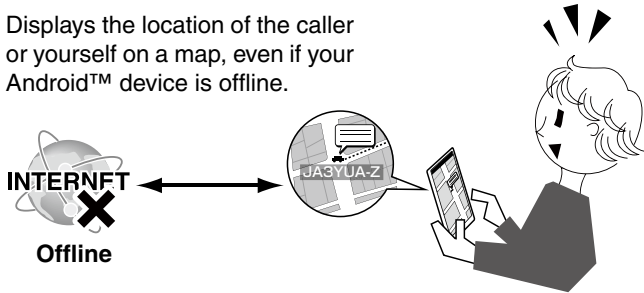 Displays the location of the caller
or yourself on a map, even if your
Android™ device is offline.
JA3YUA-Z
INTERNET
Offline